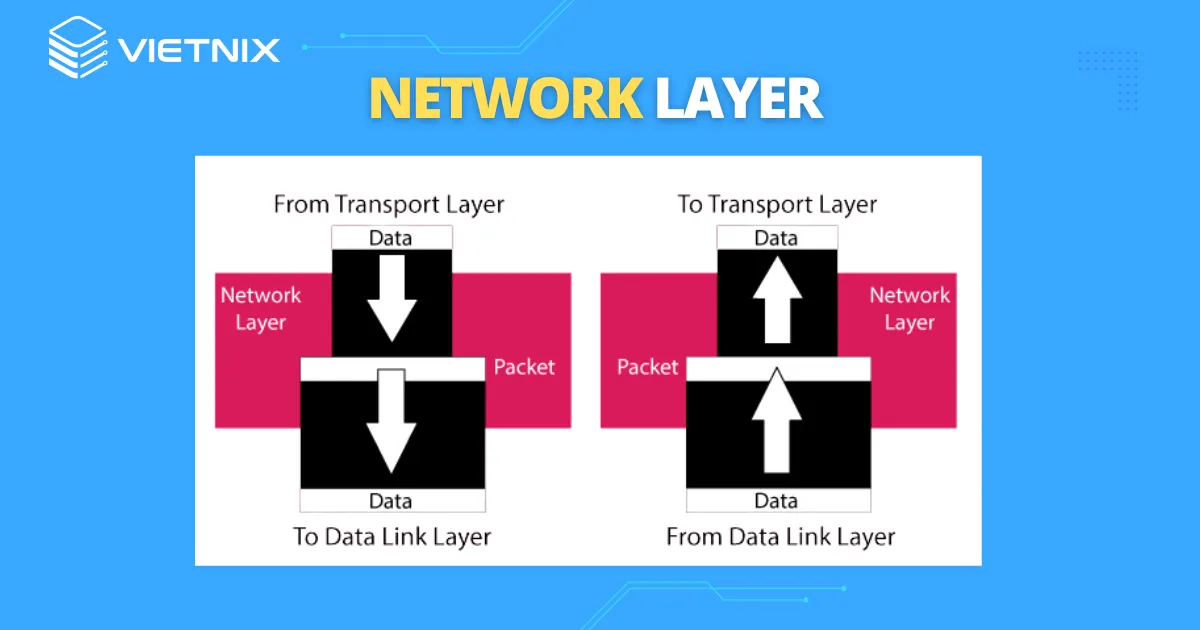 VIETNIX
NETWORK LAYER
From Transport Layer
Data
Network
Layer
Packet
Data
To Data Link Layer
To Transport Layer
Data
Network
Layer
Packet
Data
From Data Link Layer